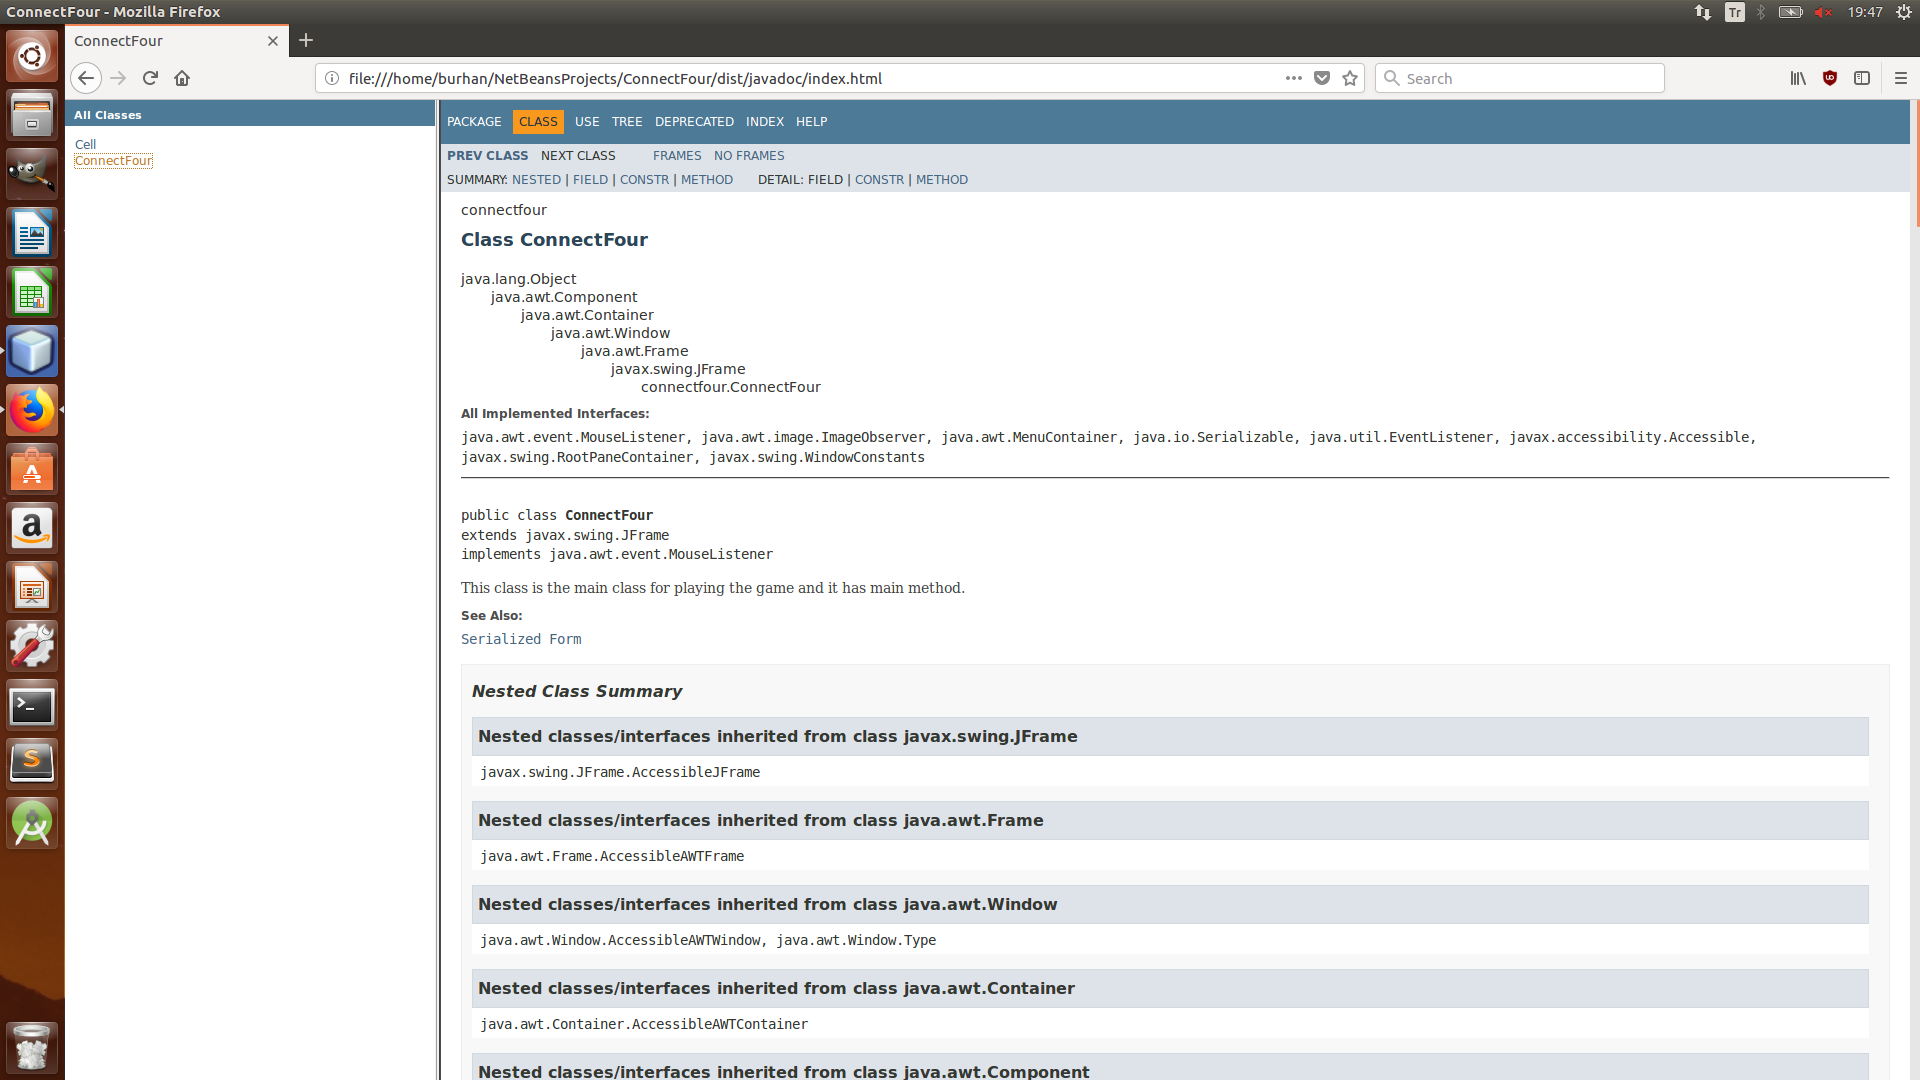 ConnectFour - Mozilla Firefox
Tr
19:47
ConnectFour
file:///home/burhan/NetBeansProjects/ConnectFour/dist/javadoc/index.html
Search
All Classes
Cell
ConnectFour
PACKAGE CLASS USE TREE DEPRECATED INDEX HELP
PREV CLASS NEXT CLASS FRAMES NO FRAMES
SUMMARY: NESTED | FIELD | CONSTR | METHOD DETAIL: FIELD | CONSTR | METHOD
connectfour
Class ConnectFour
java.lang.Object
java.awt.Component
java.awt.Container
java.awt.Window
java.awt.Frame
javax.swing.JFrame
connectfour.ConnectFour
All Implemented Interfaces:
java.awt.event.MouseListener, java.awt.image.ImageObserver, java.awt.MenuContainer, java.io.Serializable, java.util.EventListener, javax.accessibility.Accessible,
javax.swing.RootPaneContainer, javax.swing.WindowConstants
public class ConnectFour
extends javax.swing.JFrame
implements java.awt.event.MouseListener
This class is the main class for playing the game and it has main method.
See Also:
Serialized Form
Nested Class Summary
Nested classes/interfaces inherited from class javax.swing.JFrame
javax.swing.JFrame.AccessibleJFrame
Nested classes/interfaces inherited from class java.awt.Frame
java.awt.Frame.AccessibleAWTFrame
Nested classes/interfaces inherited from class java.awt.Window
java.awt.Window.AccessibleAWTWindow, java.awt.Window.Type
Nested classes/interfaces inherited from class java.awt.Container
java.awt.Container.AccessibleAWTContainer
Nested classes/interfaces inherited from class java.awt.Component